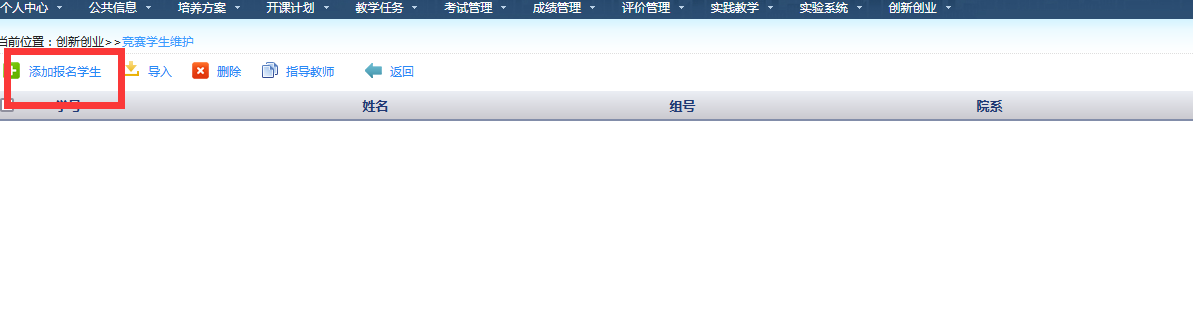 个人中心 公共信息 培养方案 开课计划 教学任务 考试管理 成绩管理 评价管理 实践教学 实验系统 创新创业
当前位置：创新创业>>竞赛学生维护
添加报名学生 导入 删除 指导教师 返回
学号 姓名 组号 院系